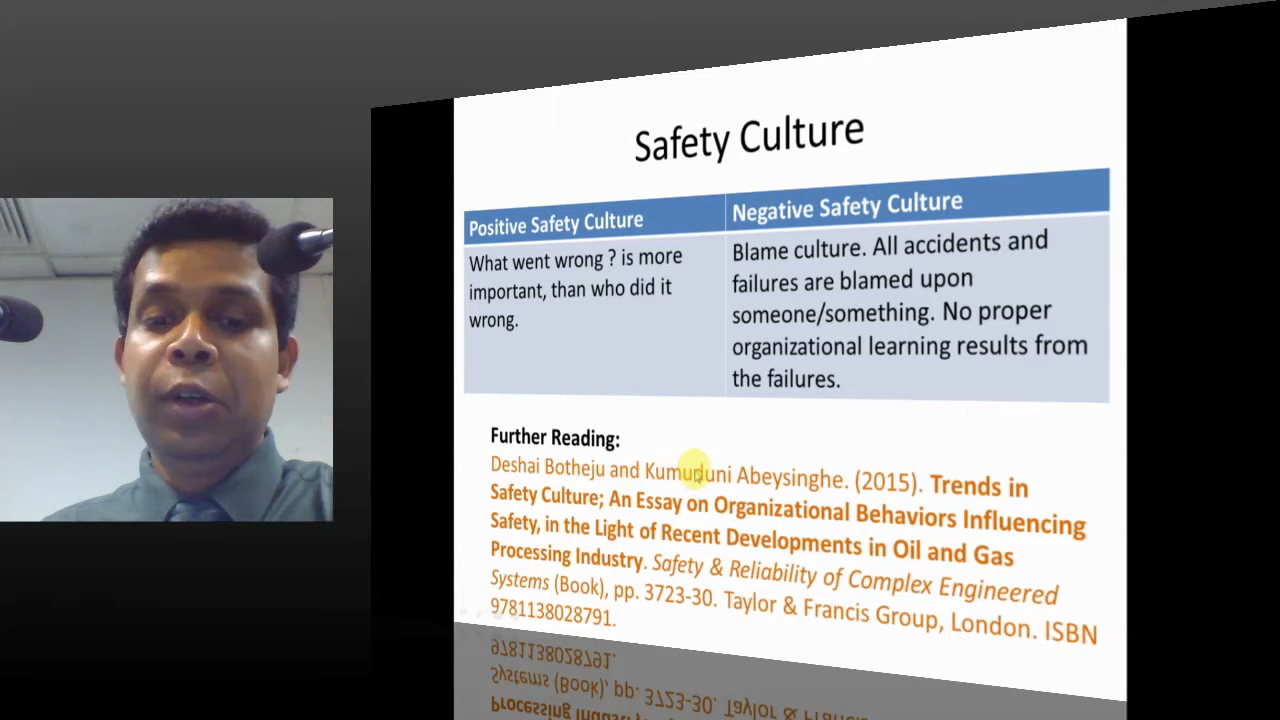 Safety Culture
Positive Safety Culture
Negative Safety Culture
What went wrong ? is more
important, than who did it
wrong.
Blame culture. All accidents and
failures are blamed upon
someone/something. No proper
organizational learning results from
the failures.
Further Reading:
Deshai Botheju and Kumuduni Abeysinghe. (2015). Trends in
Safety Culture; An Essay on Organizational Behaviors Influencing
Safety, in the Light of Recent Developments in Oil and Gas
Processing Industry. Safety & Reliability of Complex Engineered
Systems (Book), pp. 3723-30. Taylor & Francis Group, London. ISBN
9781138028791.